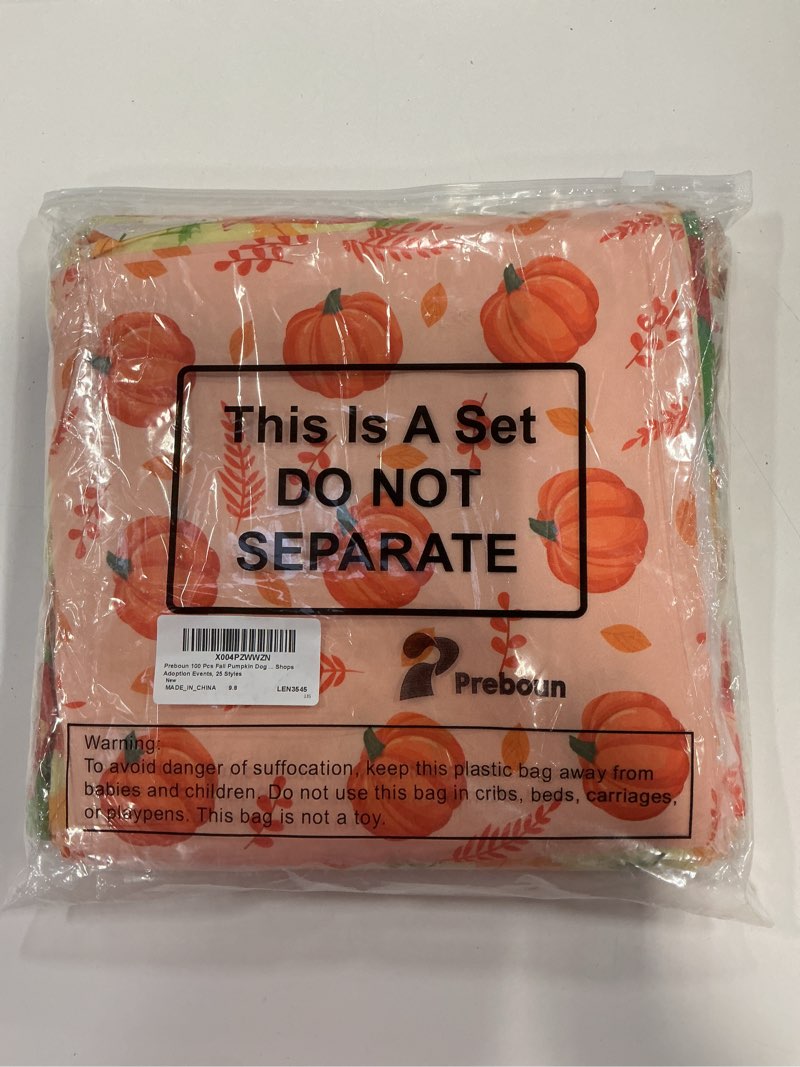 This Is A Set
DO NOT
SEPARATE
X004PZWWZN
Preboun 100 Pcs Fall Pumpkin Dog ... Shops
Adoption Events, 25 Styles
New
MADE_IN_CHINA 9.8 LEN3545
Preboun
Warning:
To avoid danger of suffocation, keep this plastic bag away from
babies and children. Do not use this bag in cribs, beds, carriages,
or playpens. This bag is not a toy.